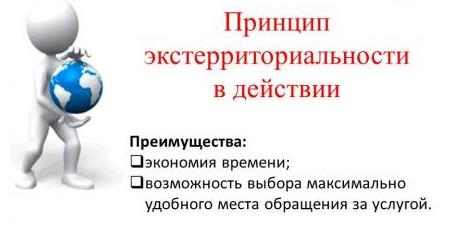 Принцип
экстерриториальности
в действии
Преимущества:
❑экономия времени;
❑возможность выбора максимально
удобного места обращения за услугой.